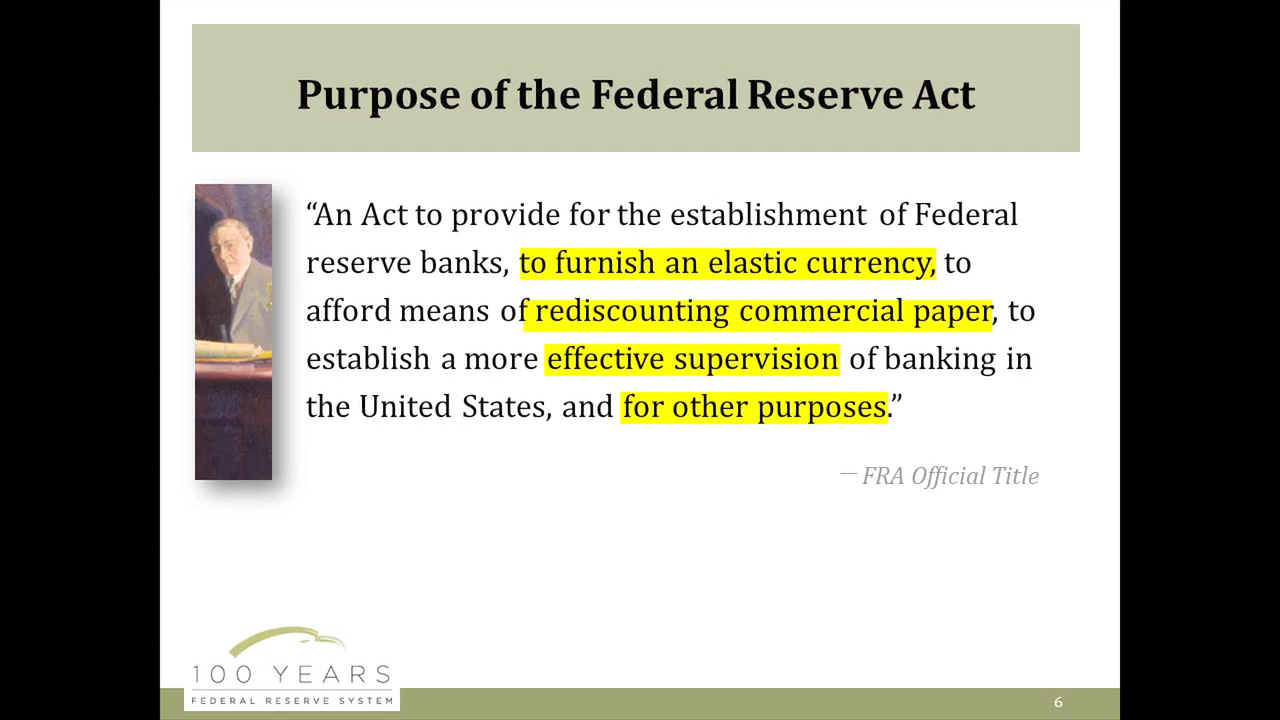 Purpose of the Federal Reserve Act
“An Act to provide for the establishment of Federal
reserve banks, to furnish an elastic currency, to
afford means of rediscounting commercial paper, to
establish a more effective supervision of banking in
the United States, and for other purposes.”
— FRA Official Title
100 YEARS
FEDERAL RESERVE SYSTEM
6